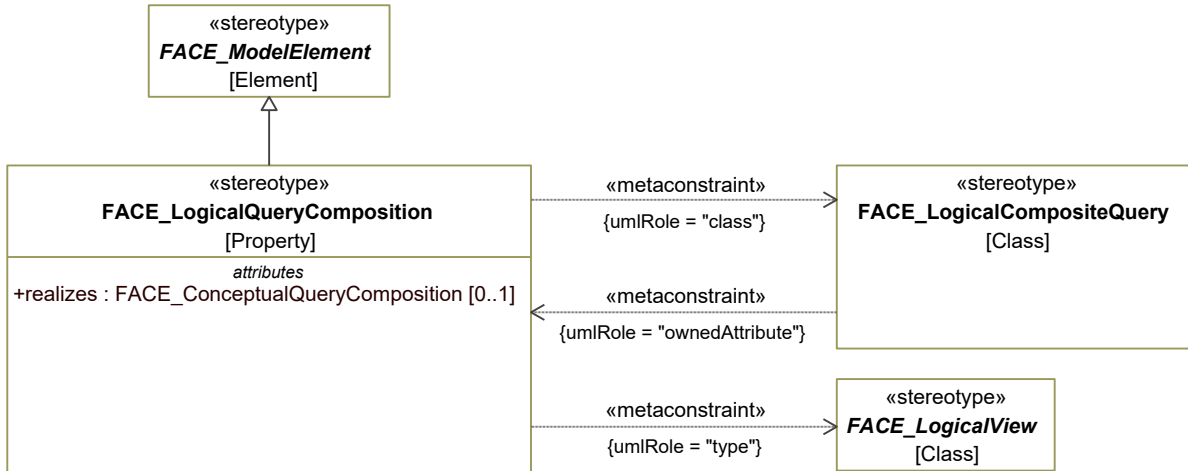 «stereotype»
FACE_ModelElement
[Element]
«stereotype»
FACE_LogicalQueryComposition
[Property]
attributes
+realizes : FACE_ConceptualQueryComposition [0..1]
«metaconstraint»
{umlRole = "class"}
«stereotype»
FACE_LogicalCompositeQuery
[Class]
«metaconstraint»
{umlRole = "ownedAttribute"}
«metaconstraint»
{umlRole = "type"}
«stereotype»
FACE_LogicalView
[Class]